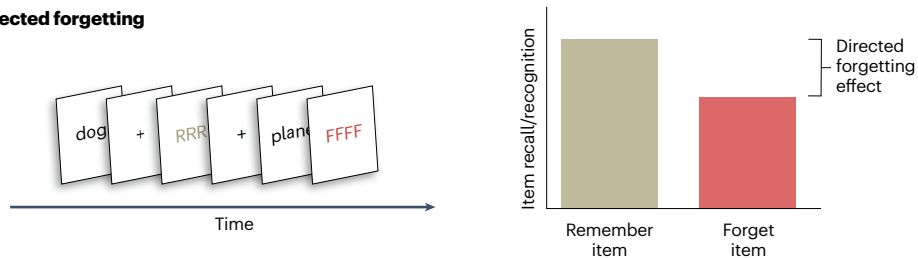 ected forgetting
dog
+
RRR
+
plane
FFFF
Time
Item recall/recognition
Remember
item
Forget
item
Directed
forgetting
effect